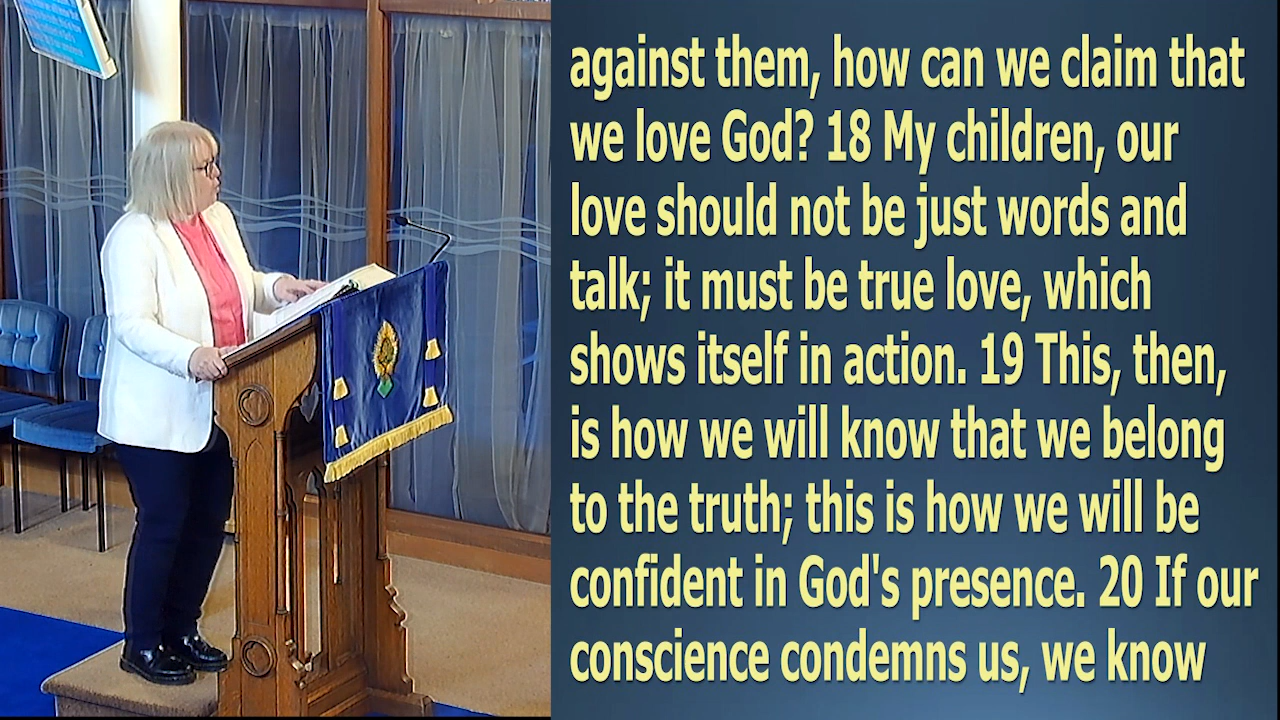 against them, how can we claim that
we love God? 18 My children, our
love should not be just words and
talk; it must be true love, which
shows itself in action. 19 This, then,
is how we will know that we belong
to the truth; this is how we will be
confident in God's presence. 20 If our
conscience condemns us, we know